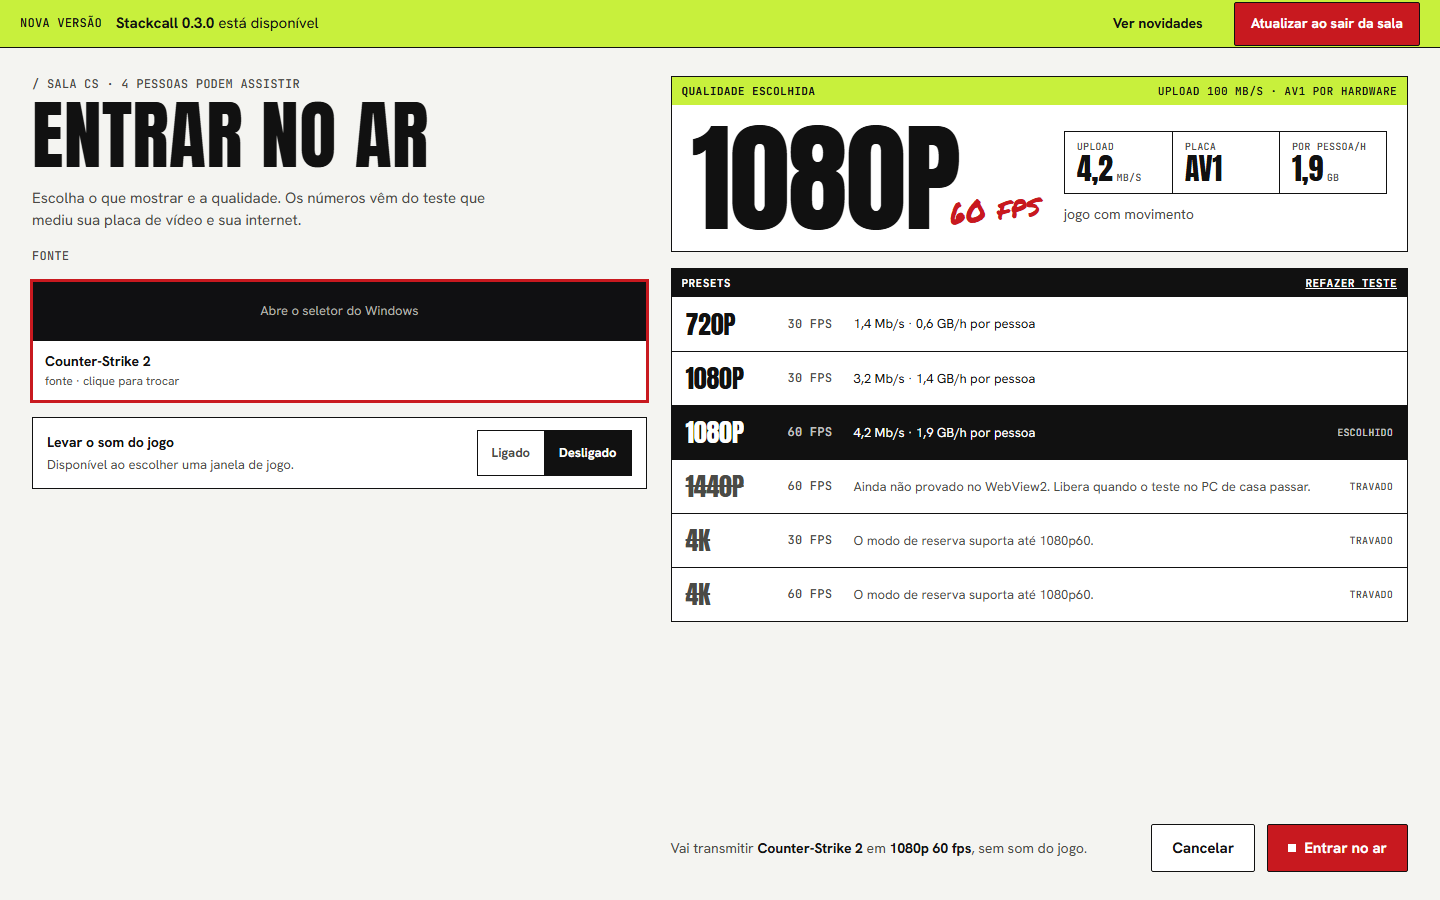 NOVA VERSÃO Stackcall 0.3.0 está disponível
Ver novidades
Atualizar ao sair da sala
/ SALA CS · 4 PESSOAS PODEM ASSISTIR
ENTRAR NO AR
Escolha o que mostrar e a qualidade. Os números vêm do teste que
mediu sua placa de vídeo e sua internet.
FONTE
Abre o seletor do Windows
Counter-Strike 2
fonte · clique para trocar
Levar o som do jogo
Disponível ao escolher uma janela de jogo.
Ligado
Desligado
QUALIDADE ESCOLHIDA
UPLOAD 100 MB/S · AV1 POR HARDWARE
1080P
60 FPS
UPLOAD
4,2 MB/S
PLACA
AV1
POR PESSOA/H
1,9 GB
jogo com movimento
PRESETS
REFAZER TESTE
720P 30 FPS 1,4 Mb/s · 0,6 GB/h por pessoa
1080P 30 FPS 3,2 Mb/s · 1,4 GB/h por pessoa
1080P 60 FPS 4,2 Mb/s · 1,9 GB/h por pessoa ESCOLHIDO
1440P 60 FPS Ainda não provado no WebView2. Libera quando o teste no PC de casa passar. TRAVADO
4K 30 FPS O modo de reserva suporta até 1080p60. TRAVADO
4K 60 FPS O modo de reserva suporta até 1080p60. TRAVADO
Vai transmitir Counter-Strike 2 em 1080p 60 fps, sem som do jogo.
Cancelar
Entrar no ar